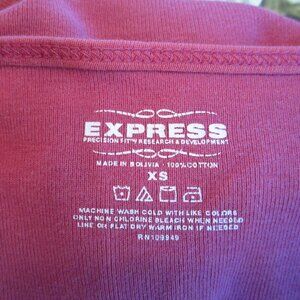 EXPRESS
PRECISION FIT™ RESEARCH & DEVELOPMENT
MADE IN BOLIVIA · 100% COTTON
XS
MACHINE WASH COLD WITH LIKE COLORS
ONLY NON CHLORINE BLEACH WHEN NEEDED
LINE OR FLAT DRY WARM IRON IF NEEDED
RN109949